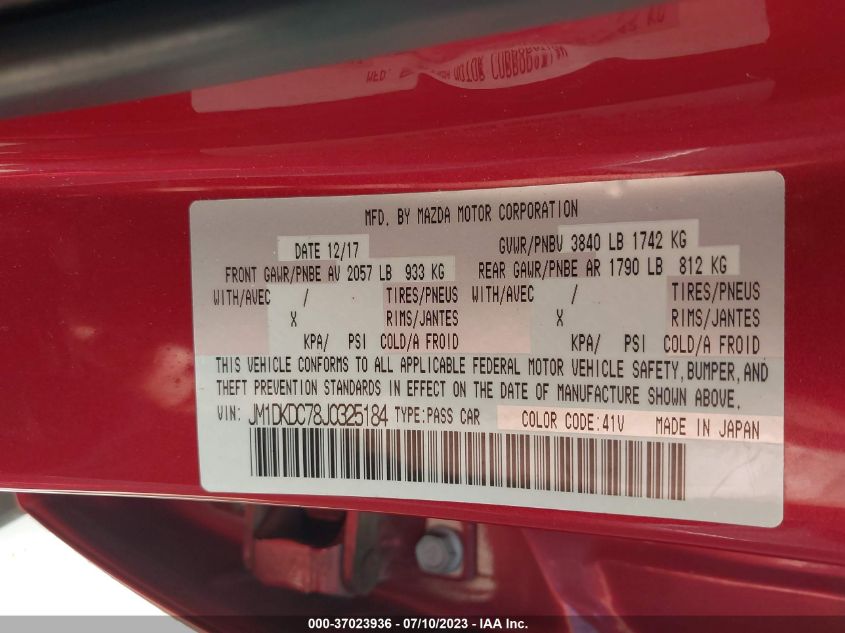 MFD. BY MAZDA MOTOR CORPORATION
DATE 12/17 GVWR/PNBV 3840 LB 1742 KG
FRONT GAWR/PNBE AV 2057 LB 933 KG REAR GAWR/PNBE AR 1790 LB 812 KG
WITH/AVEC / TIRES/PNEUS WITH/AVEC / TIRES/PNEUS
X RIMS/JANTES X RIMS/JANTES
KPA/ PSI COLD/A FROID KPA/ PSI COLD/A FROID
THIS VEHICLE CONFORMS TO ALL APPLICABLE FEDERAL MOTOR VEHICLE SAFETY, BUMPER, AND
THEFT PREVENTION STANDARDS IN EFFECT ON THE DATE OF MANUFACTURE SHOWN ABOVE.
VIN: JM1DKDC78J0325184 TYPE:PASS CAR COLOR CODE:41V MADE IN JAPAN
000-37023936 - 07/10/2023 - IAA Inc.